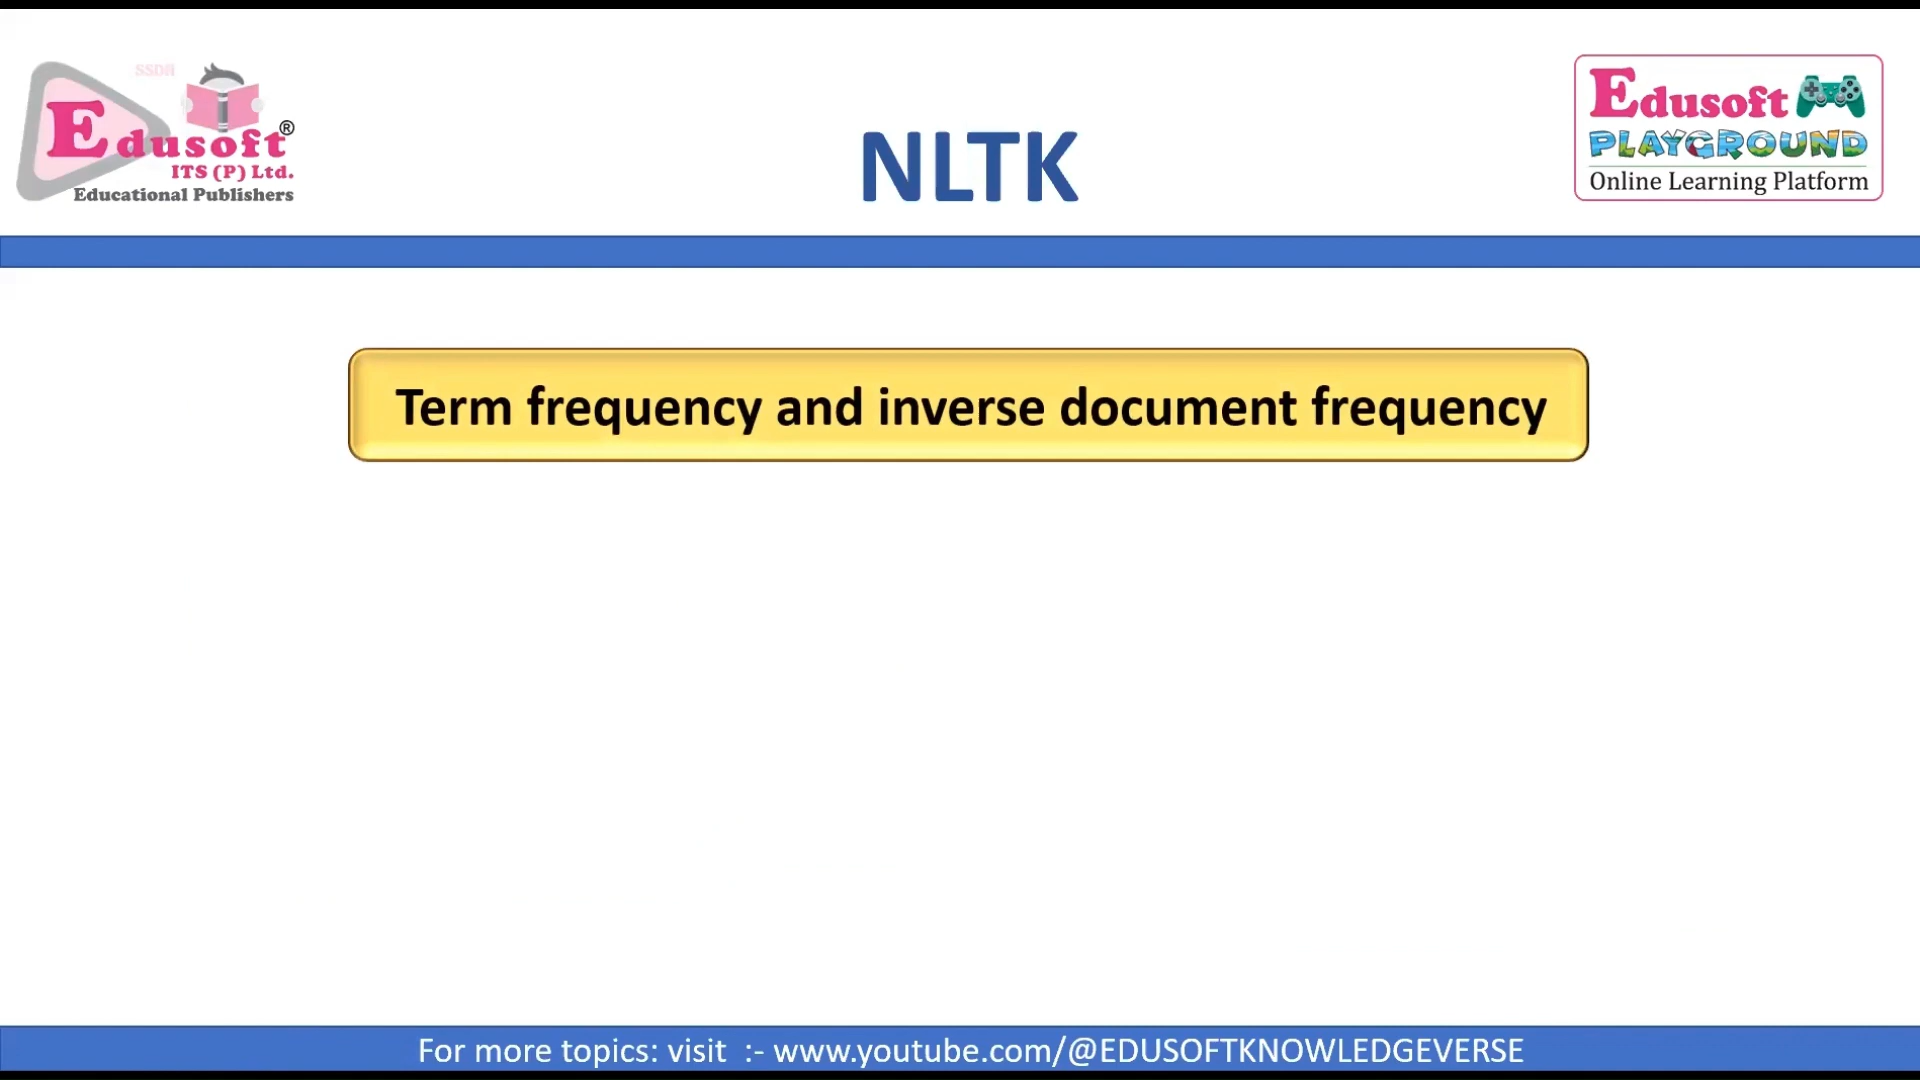 SSDN
Edusoft®
ITS (P) Ltd.
Educational Publishers
NLTK
Edusoft
PLAYGROUND
Online Learning Platform
Term frequency and inverse document frequency
For more topics: visit :- www.youtube.com/@EDUSOFTKNOWLEDGEVERSE